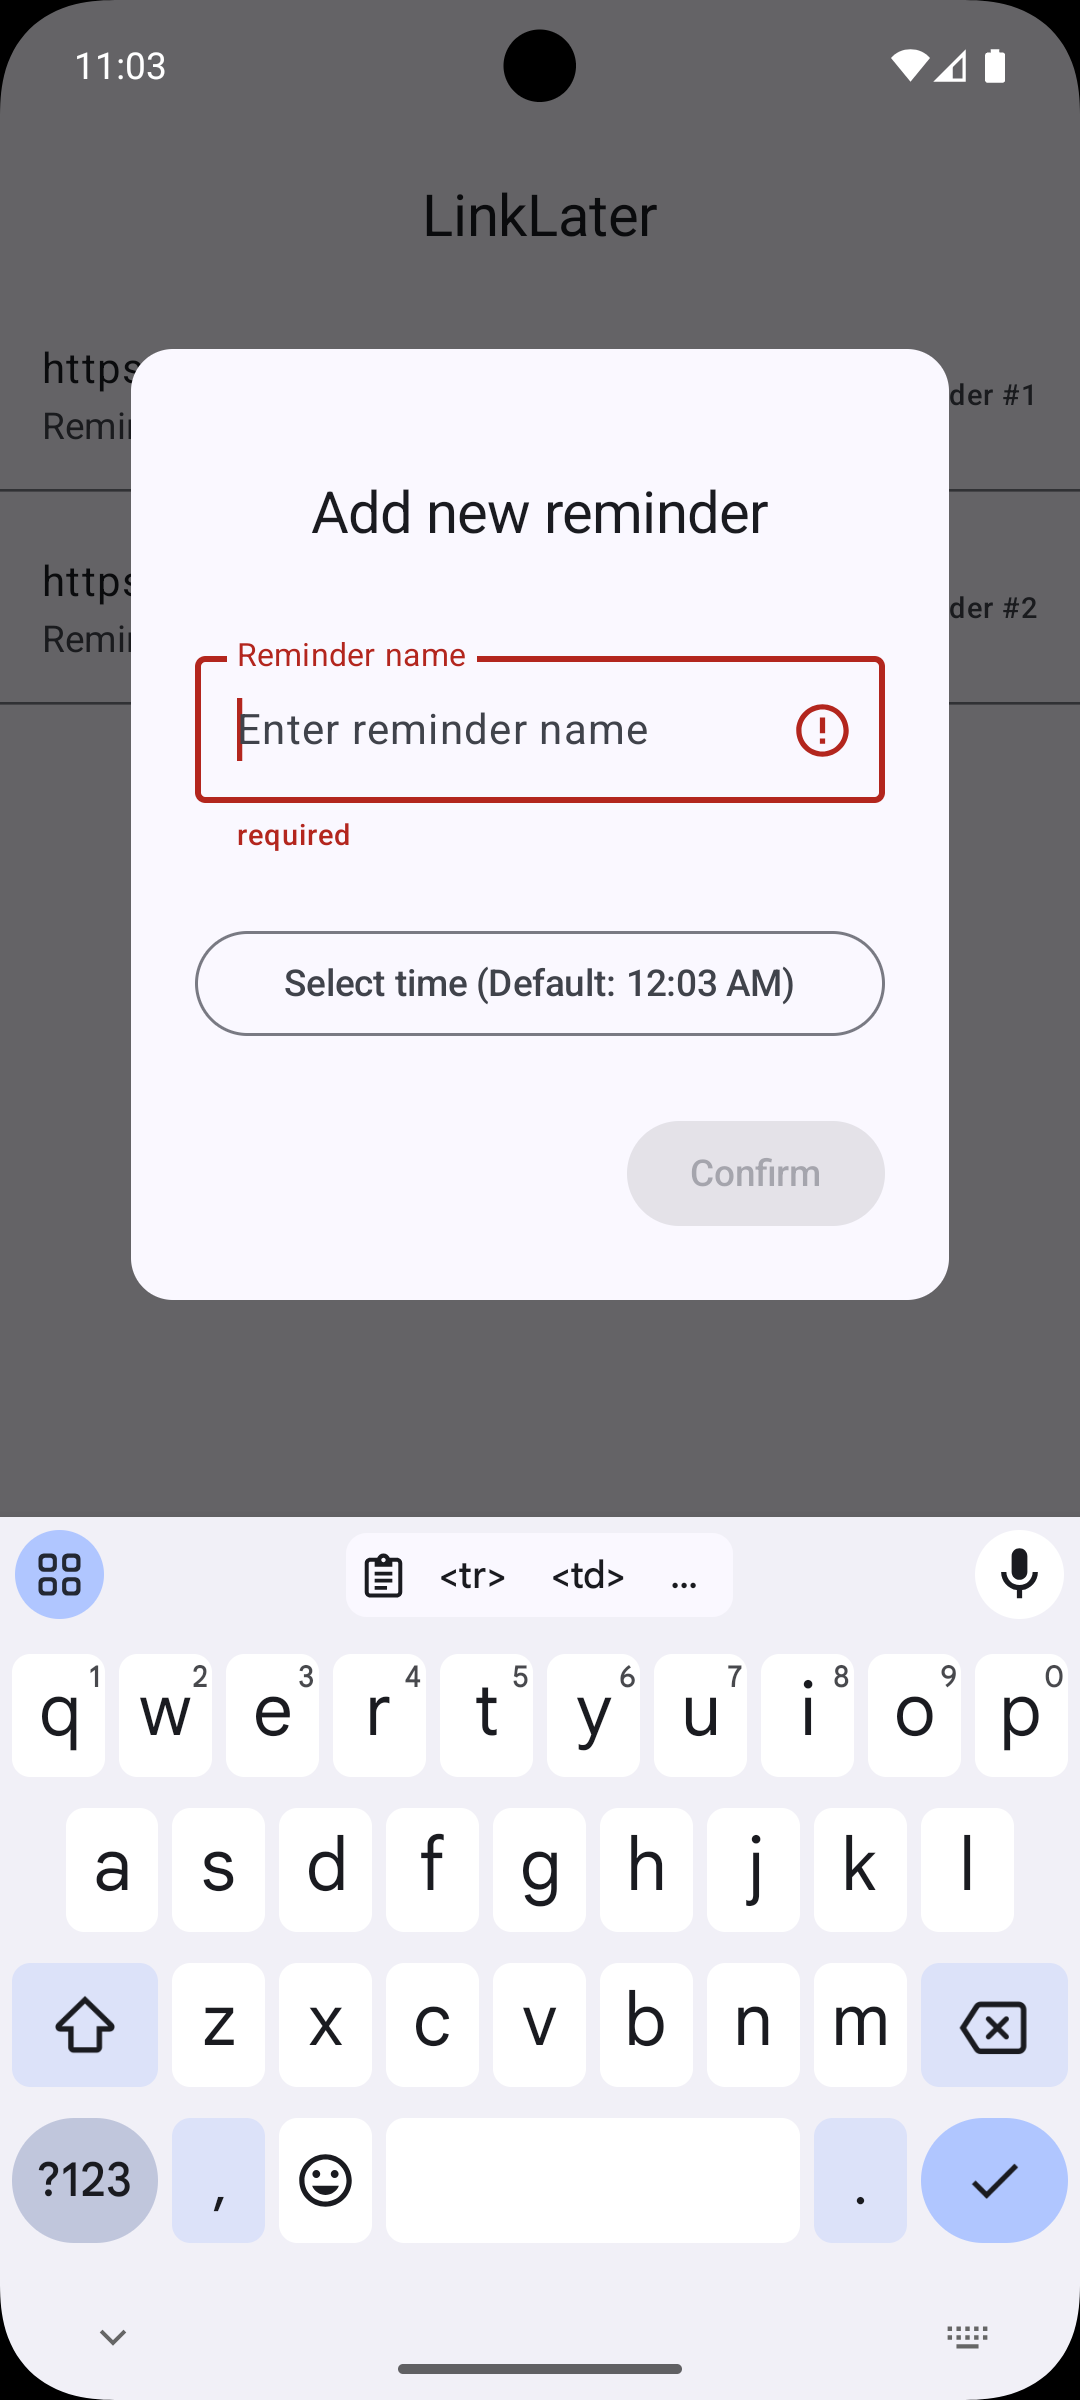 11:03
LinkLater
https
der #1
Remin
Add new reminder
https
der #2
Remin
Reminder name
Enter reminder name
required
Select time (Default: 12:03 AM)
Confirm
<tr> <td> ...
q 1 w 2 e 3 r 4 t 5 y 6 u 7 i 8 o 9 p 0
a s d f g h j k l
z x c v b n m
?123 , .